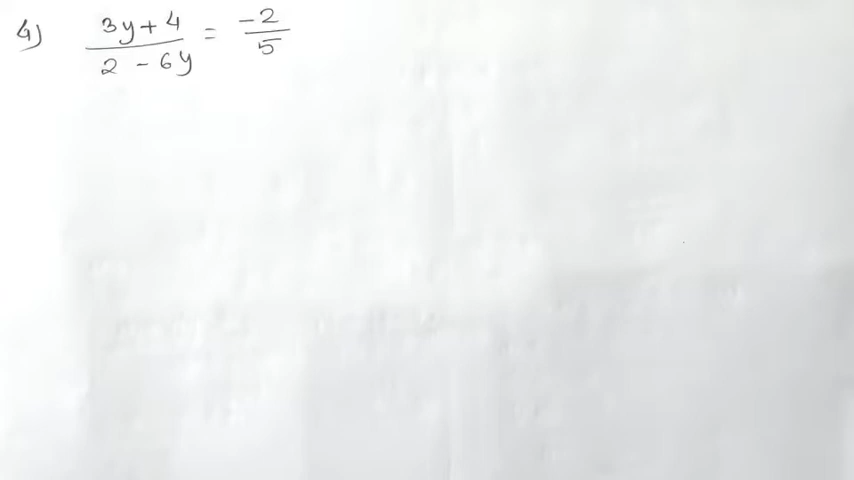 4) (3y+4)/(2-6y) = -2/5